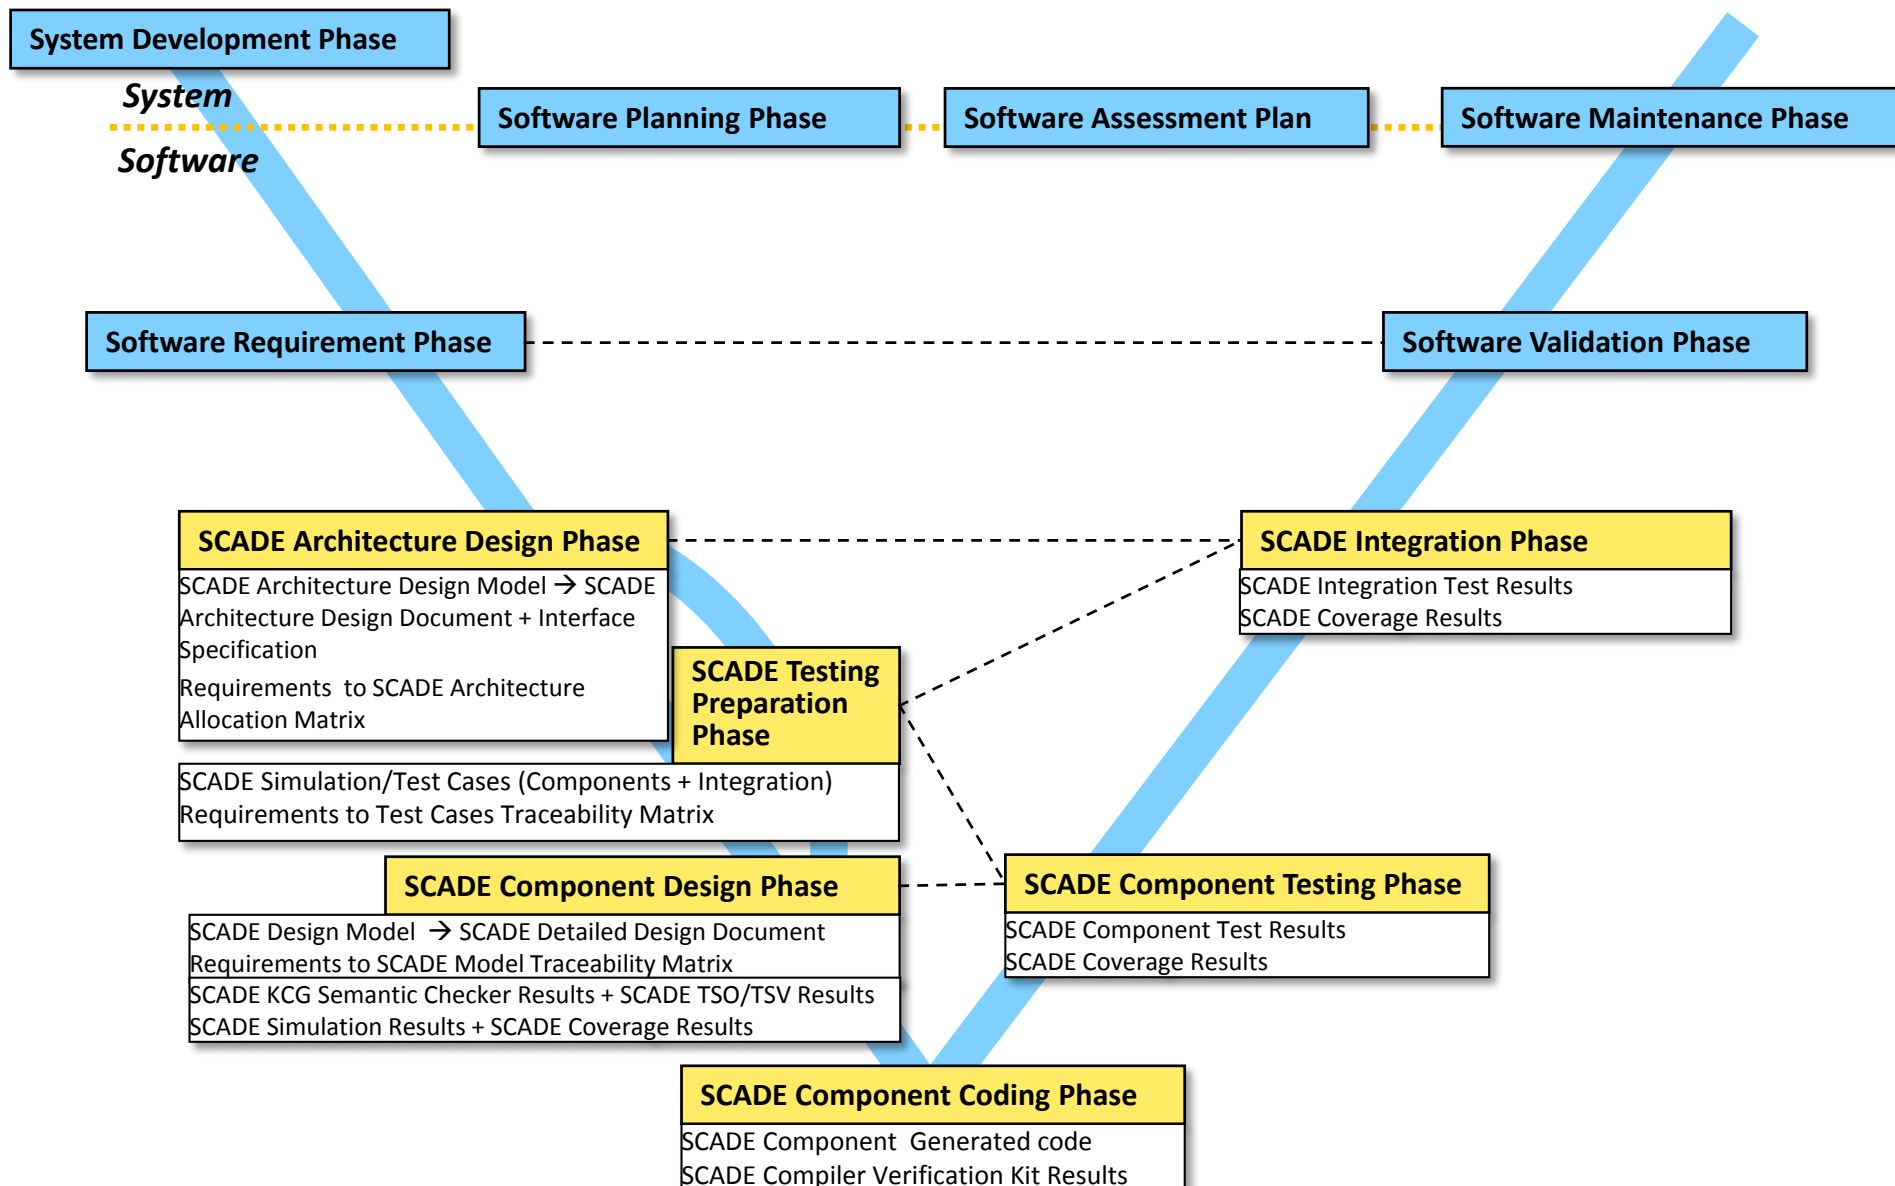 System Development Phase
System
Software
Software Planning Phase
Software Assessment Plan
Software Maintenance Phase
Software Requirement Phase
Software Validation Phase
SCADE Architecture Design Phase
SCADE Architecture Design Model → SCADE
Architecture Design Document + Interface
Specification
Requirements to SCADE Architecture
Allocation Matrix
SCADE Integration Phase
SCADE Integration Test Results
SCADE Coverage Results
SCADE Testing
Preparation
Phase
SCADE Simulation/Test Cases (Components + Integration)
Requirements to Test Cases Traceability Matrix
SCADE Component Design Phase
SCADE Design Model → SCADE Detailed Design Document
Requirements to SCADE Model Traceability Matrix
SCADE KCG Semantic Checker Results + SCADE TSO/TSV Results
SCADE Simulation Results + SCADE Coverage Results
SCADE Component Testing Phase
SCADE Component Test Results
SCADE Coverage Results
SCADE Component Coding Phase
SCADE Component Generated code
SCADE Compiler Verification Kit Results